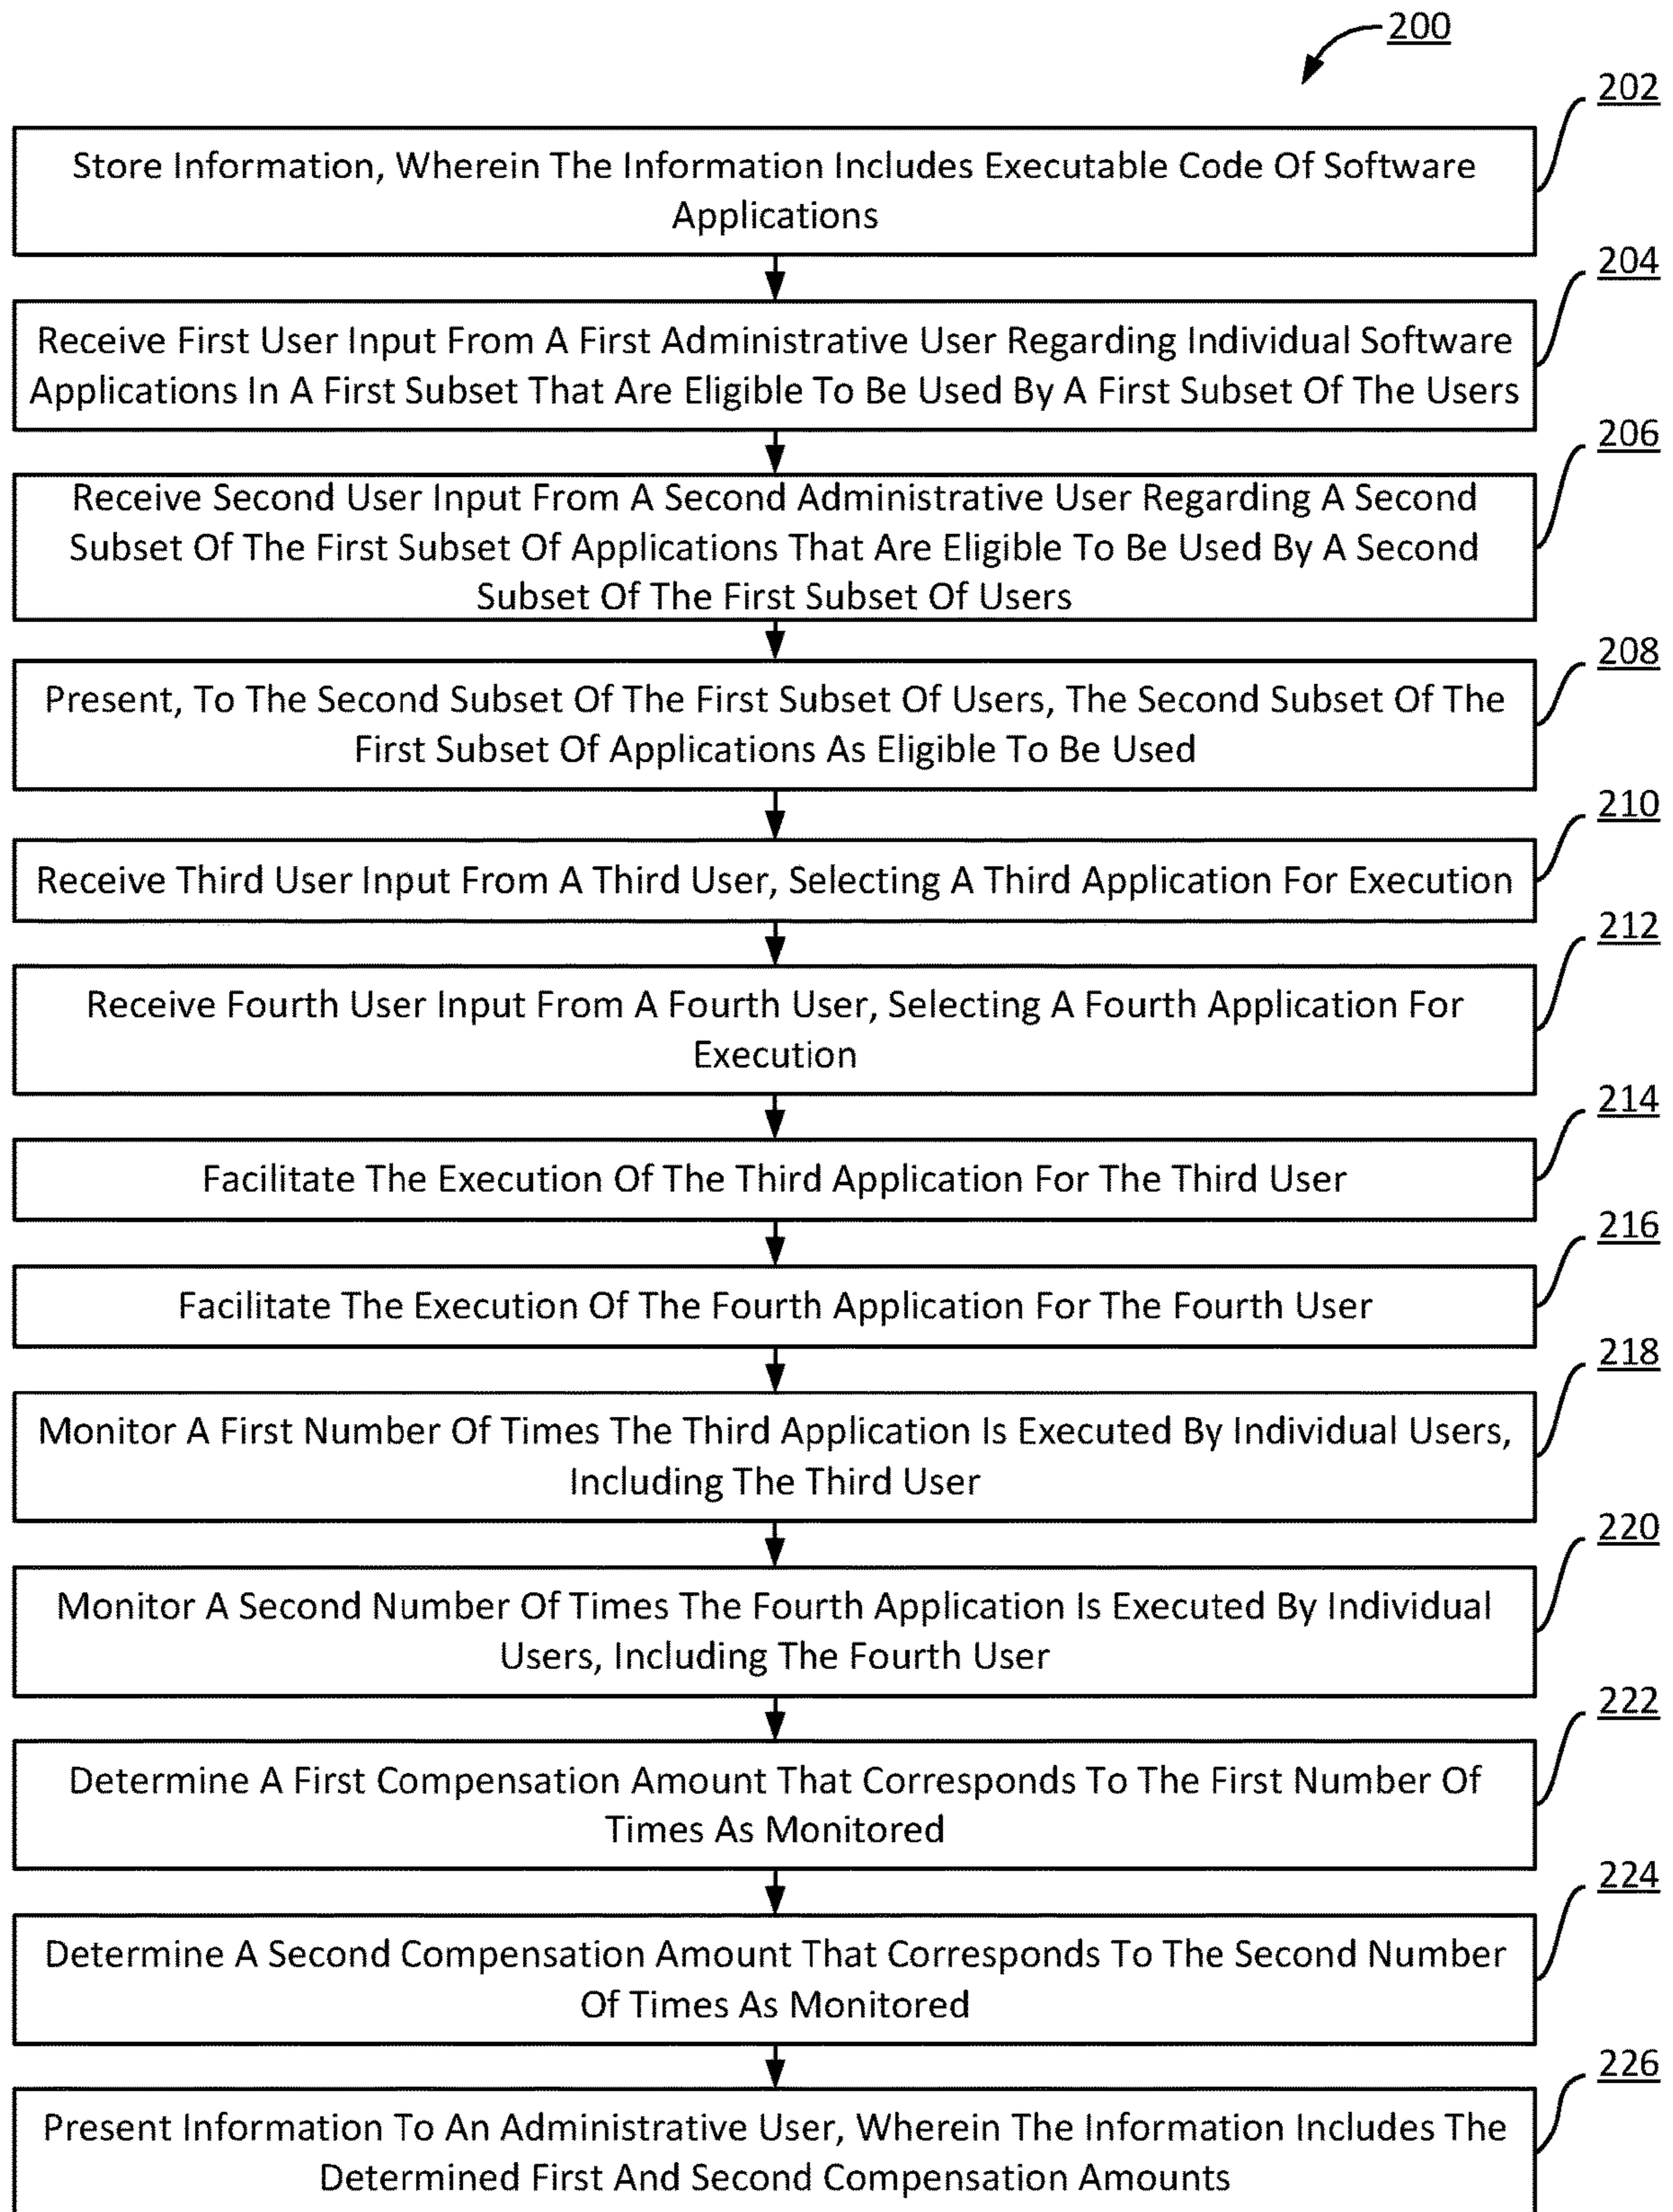 200
202
Store Information, Wherein The Information Includes Executable Code Of Software
Applications
204
Receive First User Input From A First Administrative User Regarding Individual Software
Applications In A First Subset That Are Eligible To Be Used By A First Subset Of The Users
206
Receive Second User Input From A Second Administrative User Regarding A Second
Subset Of The First Subset Of Applications That Are Eligible To Be Used By A Second
Subset Of The First Subset Of Users
208
Present, To The Second Subset Of The First Subset Of Users, The Second Subset Of The
First Subset Of Applications As Eligible To Be Used
210
Receive Third User Input From A Third User, Selecting A Third Application For Execution
212
Receive Fourth User Input From A Fourth User, Selecting A Fourth Application For
Execution
214
Facilitate The Execution Of The Third Application For The Third User
216
Facilitate The Execution Of The Fourth Application For The Fourth User
218
Monitor A First Number Of Times The Third Application Is Executed By Individual Users,
Including The Third User
220
Monitor A Second Number Of Times The Fourth Application Is Executed By Individual
Users, Including The Fourth User
222
Determine A First Compensation Amount That Corresponds To The First Number Of
Times As Monitored
224
Determine A Second Compensation Amount That Corresponds To The Second Number
Of Times As Monitored
226
Present Information To An Administrative User, Wherein The Information Includes The
Determined First And Second Compensation Amounts